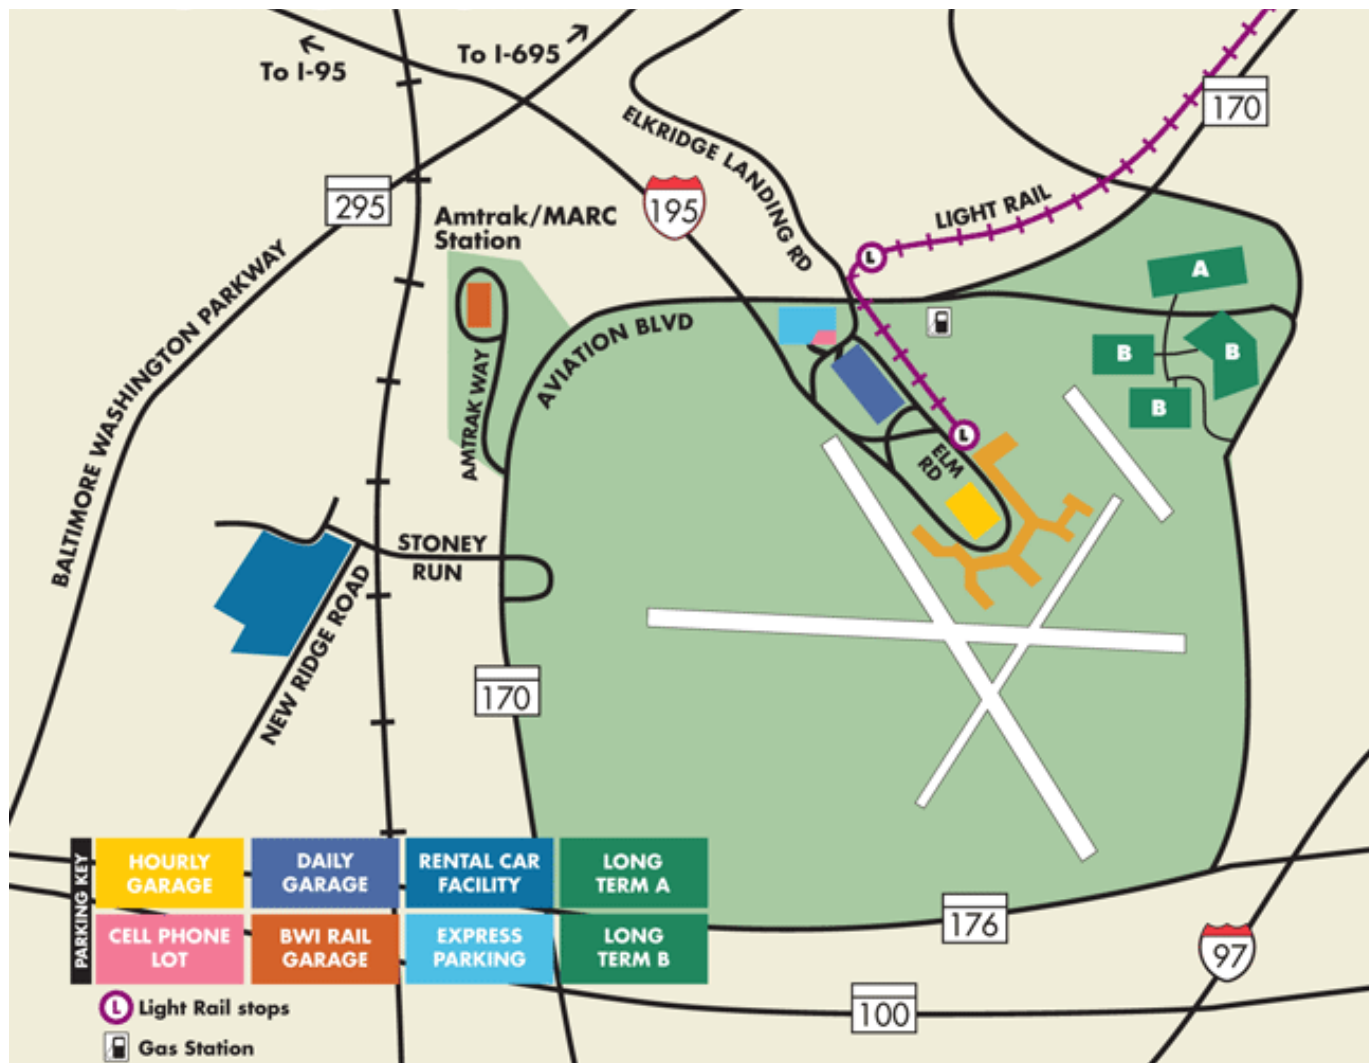 To I-95
To I-695
170
ELKRIDGE LANDING RD
295
195
Amtrak/MARC
Station
LIGHT RAIL
L
A
BALTIMORE WASHINGTON PARKWAY
AVIATION BLVD
B
B
B
AMTRAK WAY
L
ELM
RD
STONEY
RUN
NEW RIDGE ROAD
170
PARKING KEY
HOURLY
GARAGE
DAILY
GARAGE
RENTAL CAR
FACILITY
LONG
TERM A
CELL PHONE
LOT
BWI RAIL
GARAGE
EXPRESS
PARKING
LONG
TERM B
176
97
100
L Light Rail stops
Gas Station